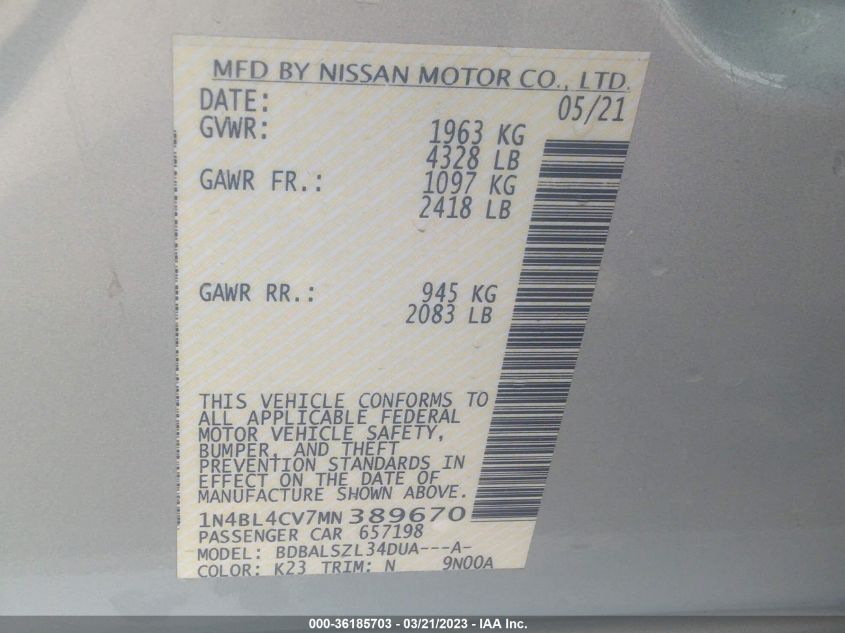 MFD BY NISSAN MOTOR CO., LTD.
DATE: 05/21
GVWR: 1963 KG
4328 LB
GAWR FR.: 1097 KG
2418 LB
GAWR RR.: 945 KG
2083 LB
THIS VEHICLE CONFORMS TO
ALL APPLICABLE FEDERAL
MOTOR VEHICLE SAFETY,
BUMPER, AND THEFT
PREVENTION STANDARDS IN
EFFECT ON THE DATE OF
MANUFACTURE SHOWN ABOVE.
1N4BL4CV7MN389670
PASSENGER CAR 657198
MODEL: BDBALSZL34DUA---A-
COLOR: K23 TRIM: N 9N00A
000-36185703 - 03/21/2023 - IAA Inc.